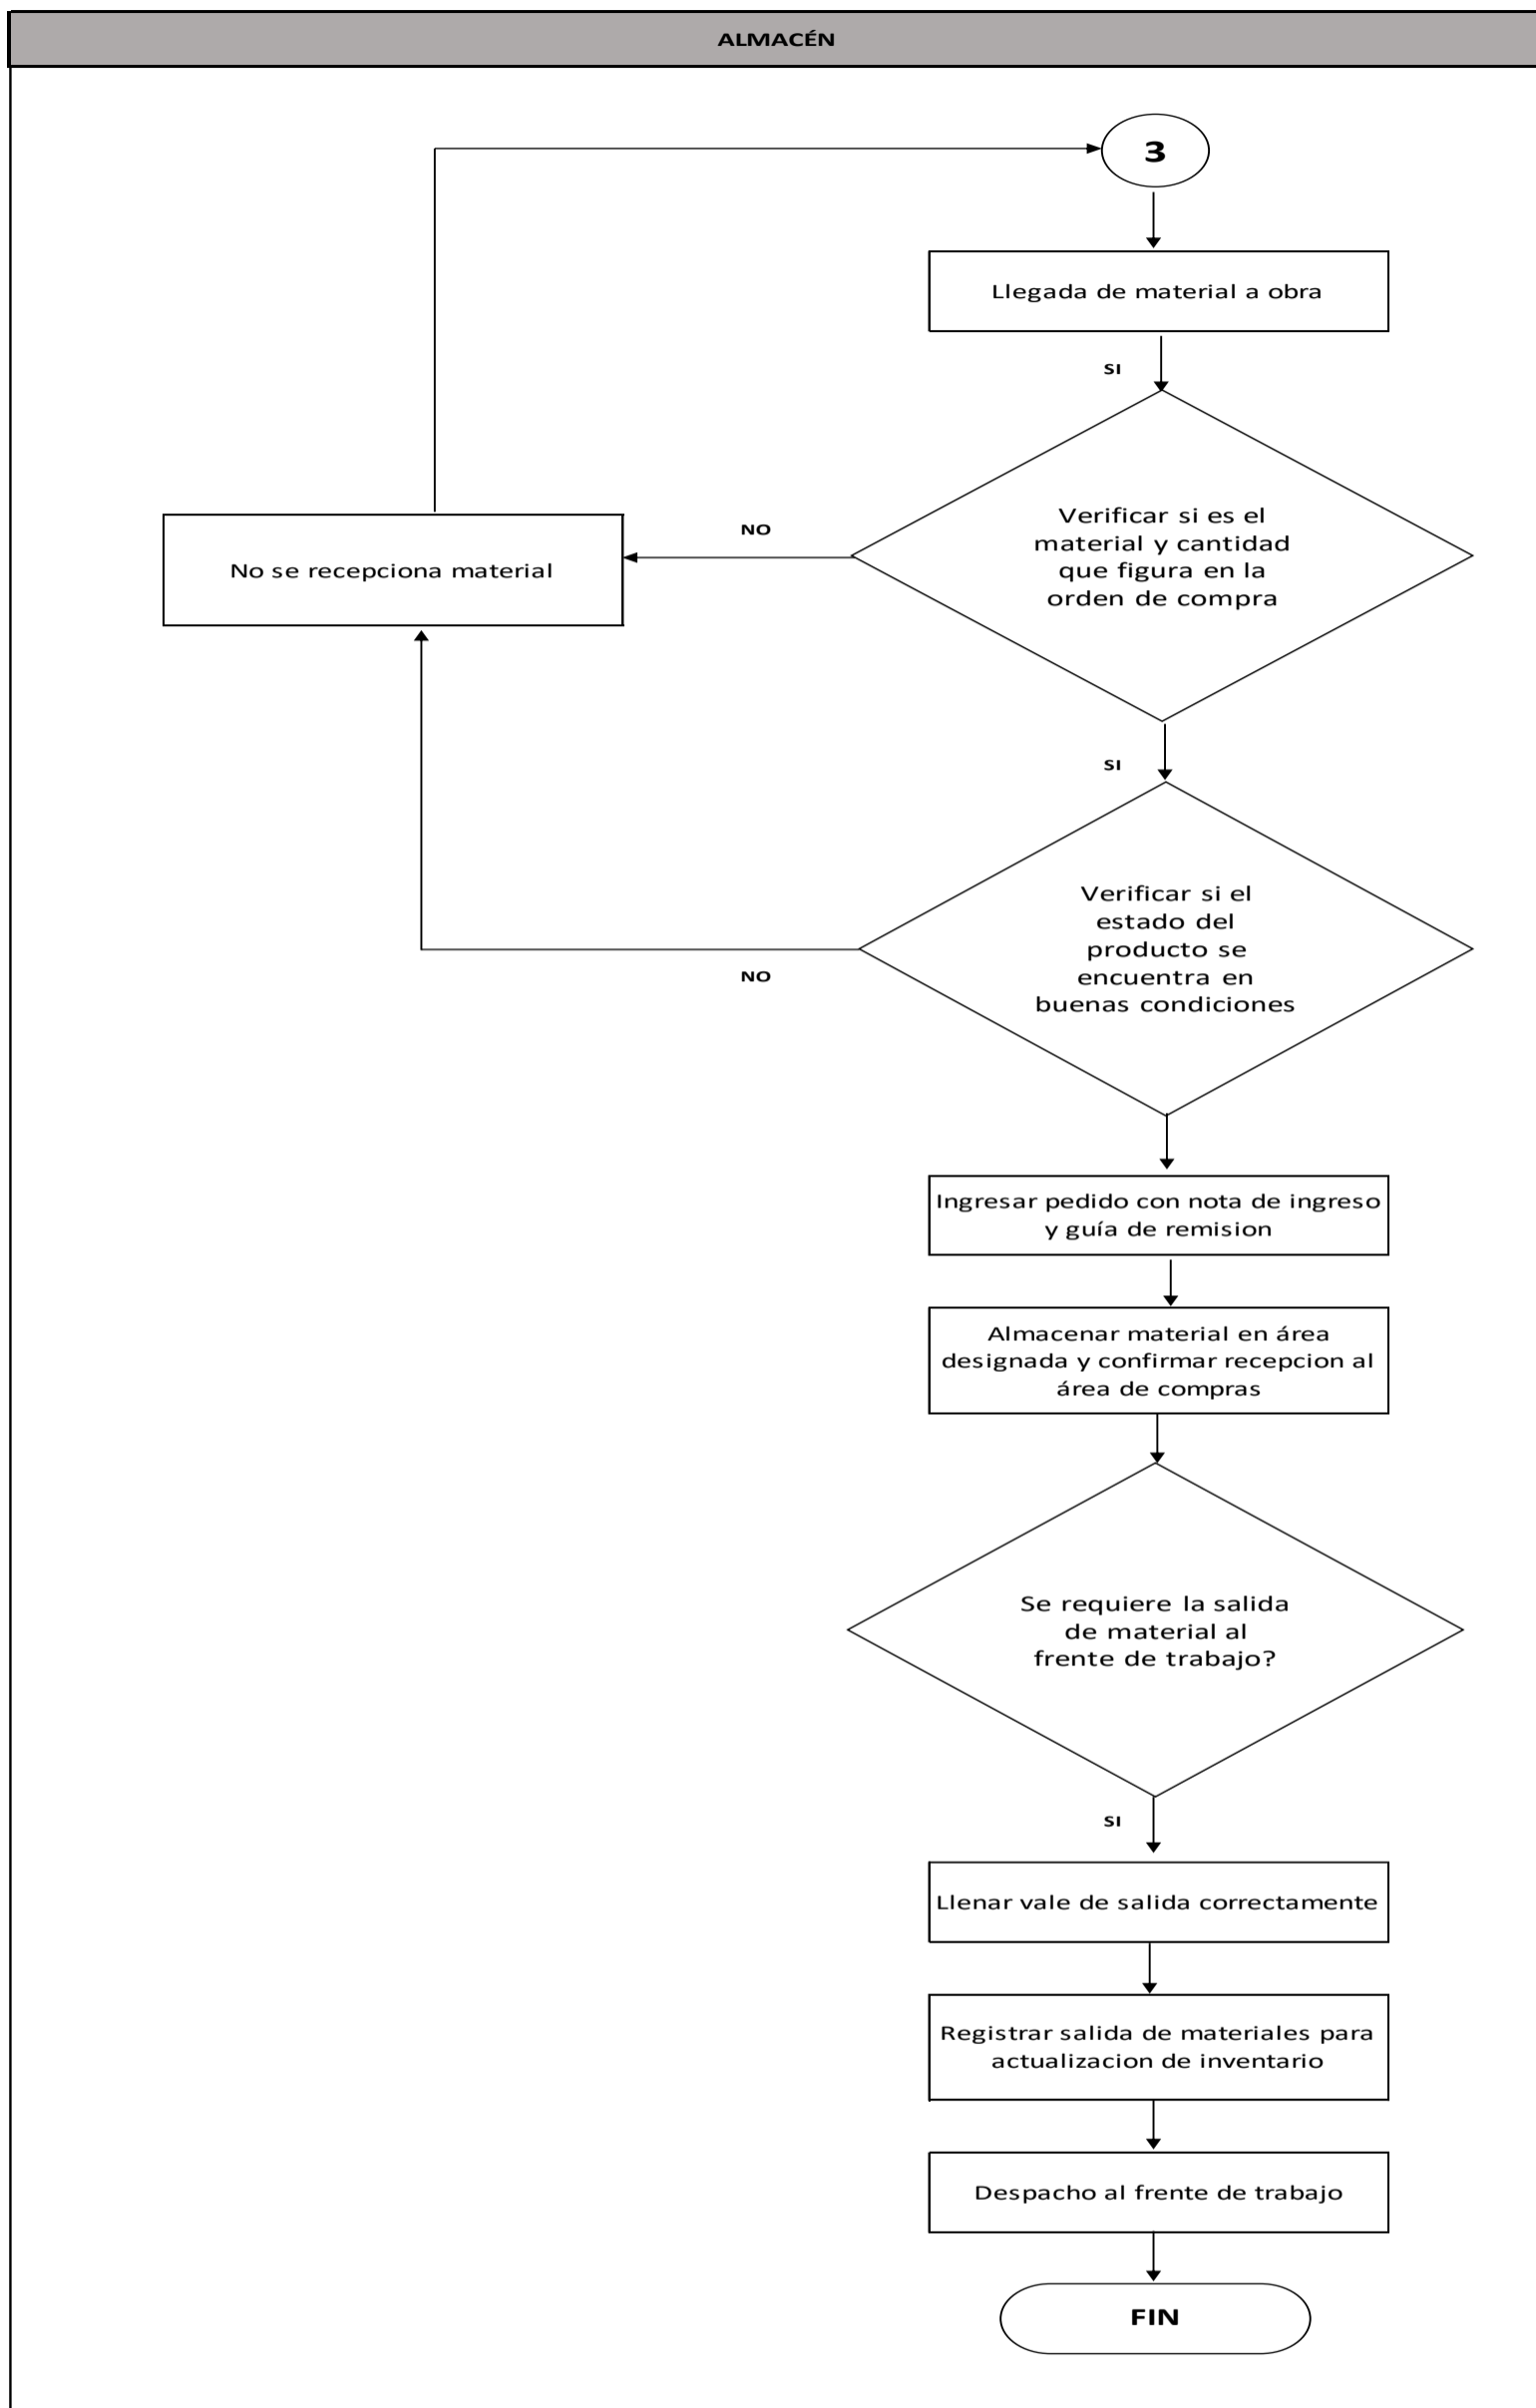 ALMACÉN
3
Llegada de material a obra
SI
Verificar si es el
material y cantidad
que figura en la
orden de compra
NO
No se recepciona material
SI
Verificar si el
estado del
producto se
encuentra en
buenas condiciones
NO
Ingresar pedido con nota de ingreso
y guía de remision
Almacenar material en área
designada y confirmar recepcion al
área de compras
Se requiere la salida
de material al
frente de trabajo?
SI
Llenar vale de salida correctamente
Registrar salida de materiales para
actualizacion de inventario
Despacho al frente de trabajo
FIN